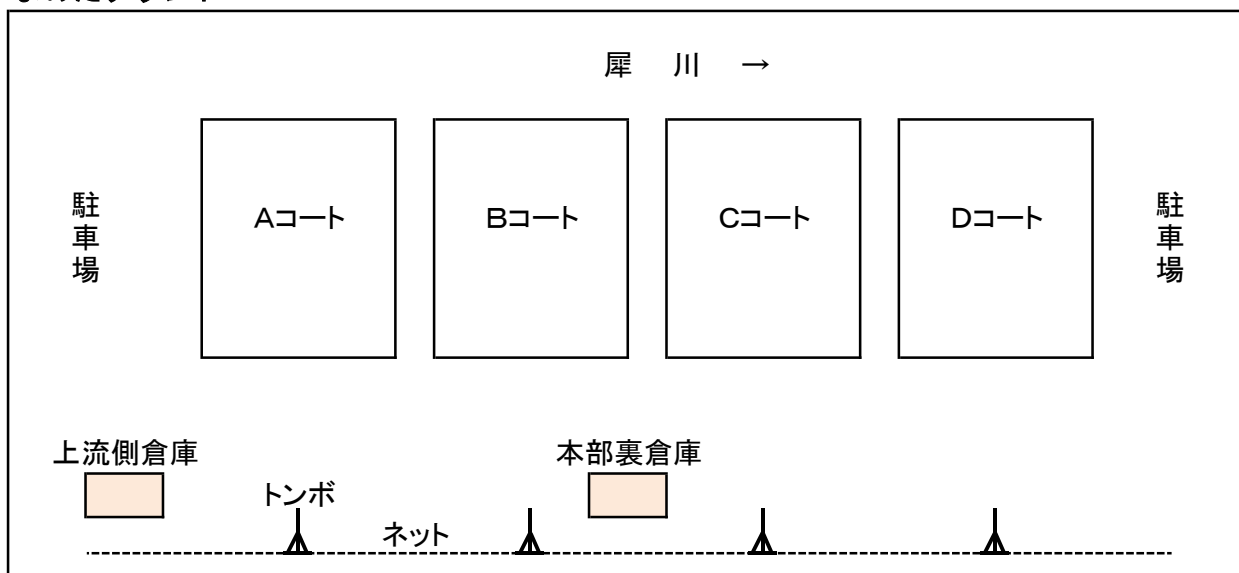 犀　川　→
Aコート
Bコート
Cコート
Dコート
駐車場
駐車場
上流側倉庫
本部裏倉庫
トンボ
ネット